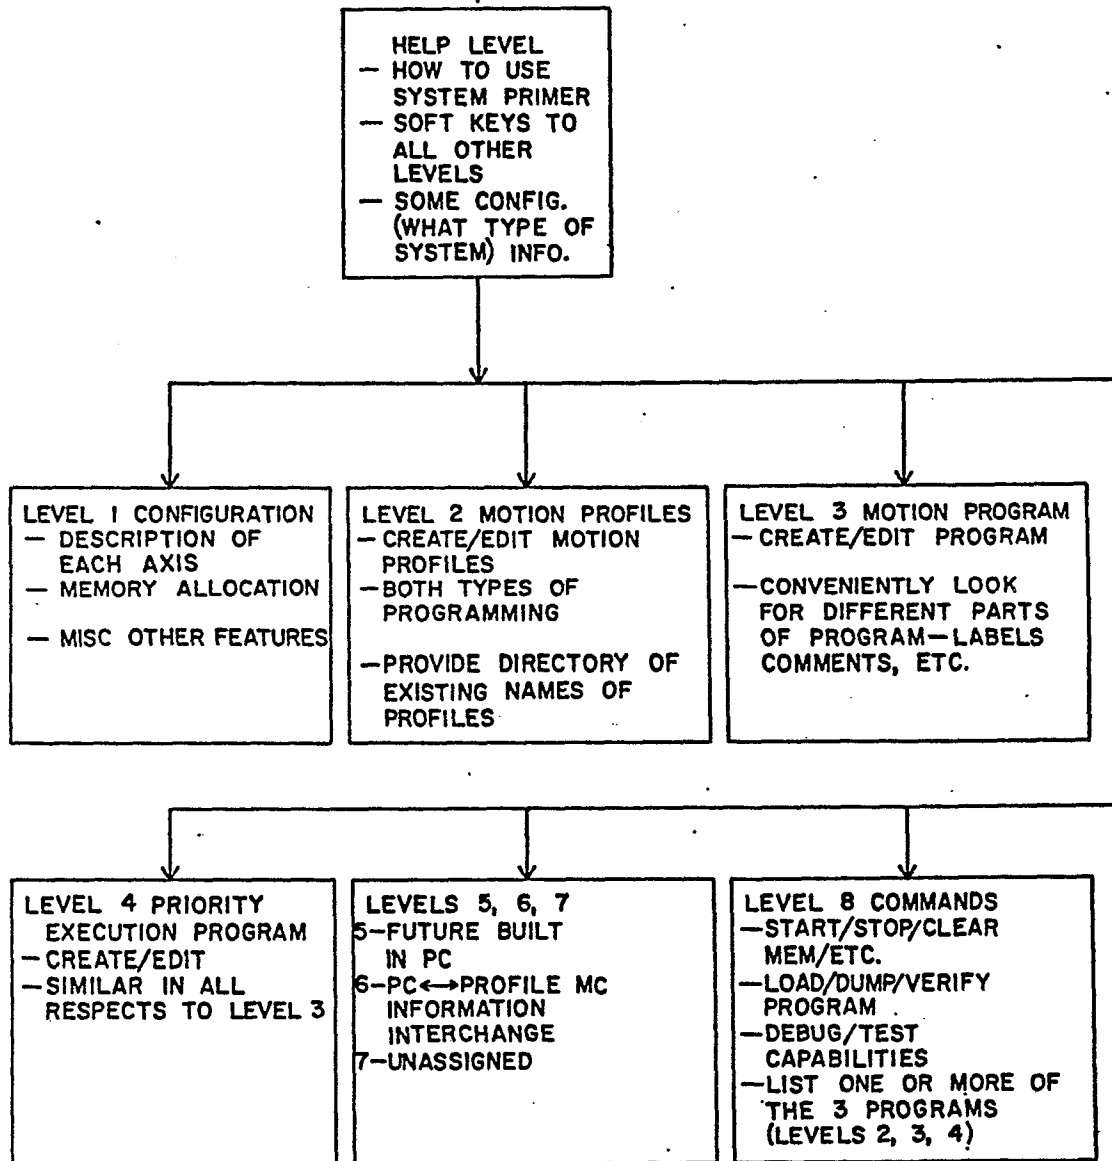 HELP LEVEL
— HOW TO USE
SYSTEM PRIMER
— SOFT KEYS TO
ALL OTHER
LEVELS
— SOME CONFIG.
(WHAT TYPE OF
SYSTEM) INFO.
LEVEL 1 CONFIGURATION
— DESCRIPTION OF
EACH AXIS
— MEMORY ALLOCATION
— MISC OTHER FEATURES
LEVEL 2 MOTION PROFILES
— CREATE/EDIT MOTION
PROFILES
— BOTH TYPES OF
PROGRAMMING
— PROVIDE DIRECTORY OF
EXISTING NAMES OF
PROFILES
LEVEL 3 MOTION PROGRAM
— CREATE/EDIT PROGRAM
— CONVENIENTLY LOOK
FOR DIFFERENT PARTS
OF PROGRAM—LABELS
COMMENTS, ETC.
LEVEL 4 PRIORITY
EXECUTION PROGRAM
— CREATE/EDIT
— SIMILAR IN ALL
RESPECTS TO LEVEL 3
LEVELS 5, 6, 7
5—FUTURE BUILT
IN PC
6—PC↔PROFILE MC
INFORMATION
INTERCHANGE
7—UNASSIGNED
LEVEL 8 COMMANDS
— START/STOP/CLEAR
MEM/ETC.
— LOAD/DUMP/VERIFY
PROGRAM
— DEBUG/TEST
CAPABILITIES
— LIST ONE OR MORE OF
THE 3 PROGRAMS
(LEVELS 2, 3, 4)